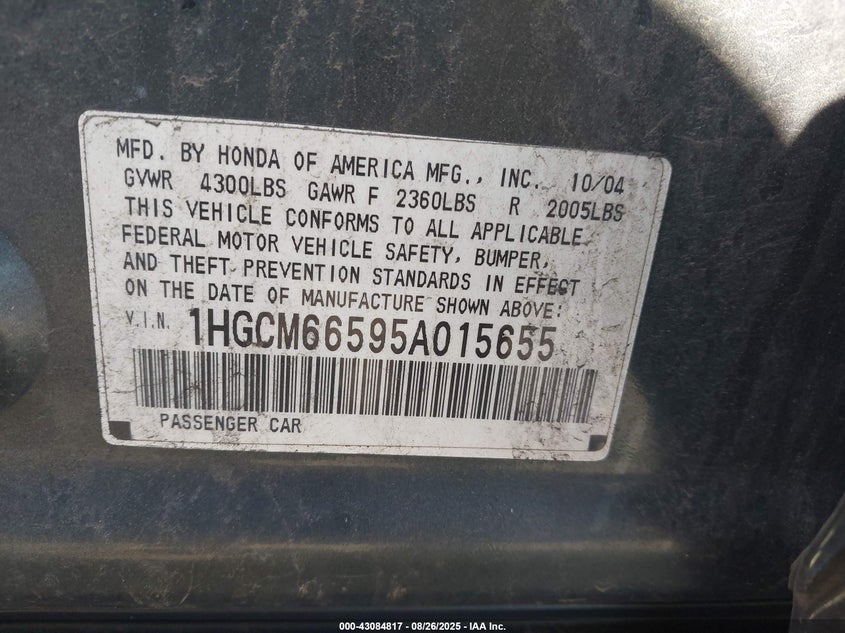 MFD. BY HONDA OF AMERICA MFG., INC. 10/04
GVWR 4300LBS GAWR F 2360LBS R 2005LBS
THIS VEHICLE CONFORMS TO ALL APPLICABLE
FEDERAL MOTOR VEHICLE SAFETY, BUMPER,
AND THEFT PREVENTION STANDARDS IN EFFECT
ON THE DATE OF MANUFACTURE SHOWN ABOVE:
V.I.N. 1HGCM66595A015655
PASSENGER CAR
000-43084817 - 08/26/2025 - IAA Inc.